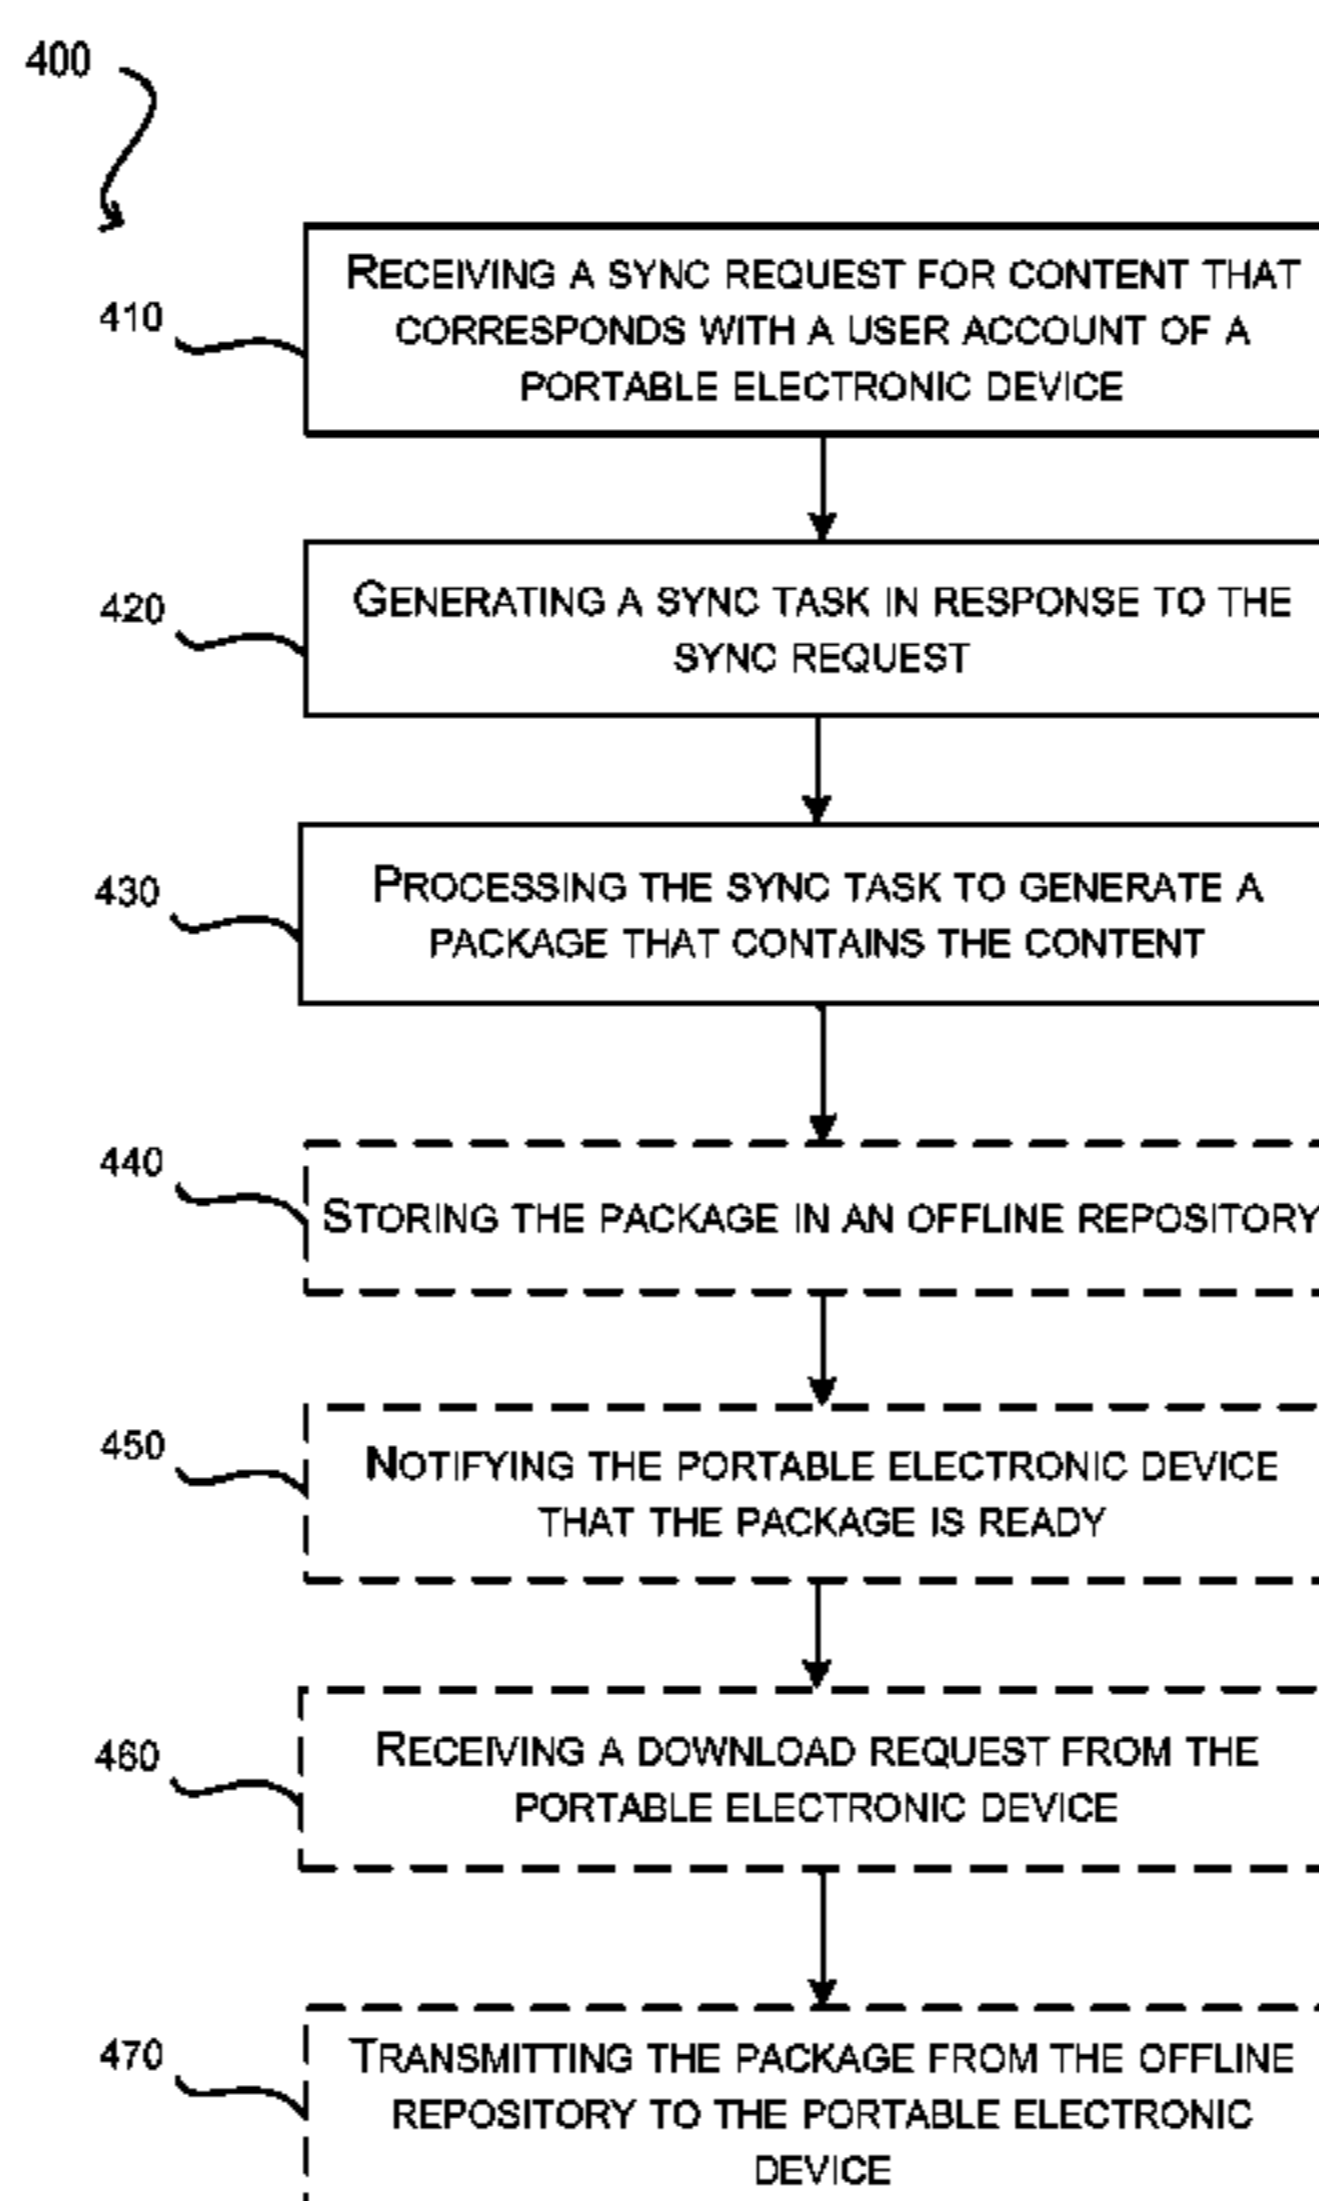 400
410
RECEIVING A SYNC REQUEST FOR CONTENT THAT
CORRESPONDS WITH A USER ACCOUNT OF A
PORTABLE ELECTRONIC DEVICE
420
GENERATING A SYNC TASK IN RESPONSE TO THE
SYNC REQUEST
430
PROCESSING THE SYNC TASK TO GENERATE A
PACKAGE THAT CONTAINS THE CONTENT
440
STORING THE PACKAGE IN AN OFFLINE REPOSITORY
450
NOTIFYING THE PORTABLE ELECTRONIC DEVICE
THAT THE PACKAGE IS READY
460
RECEIVING A DOWNLOAD REQUEST FROM THE
PORTABLE ELECTRONIC DEVICE
470
TRANSMITTING THE PACKAGE FROM THE OFFLINE
REPOSITORY TO THE PORTABLE ELECTRONIC
DEVICE